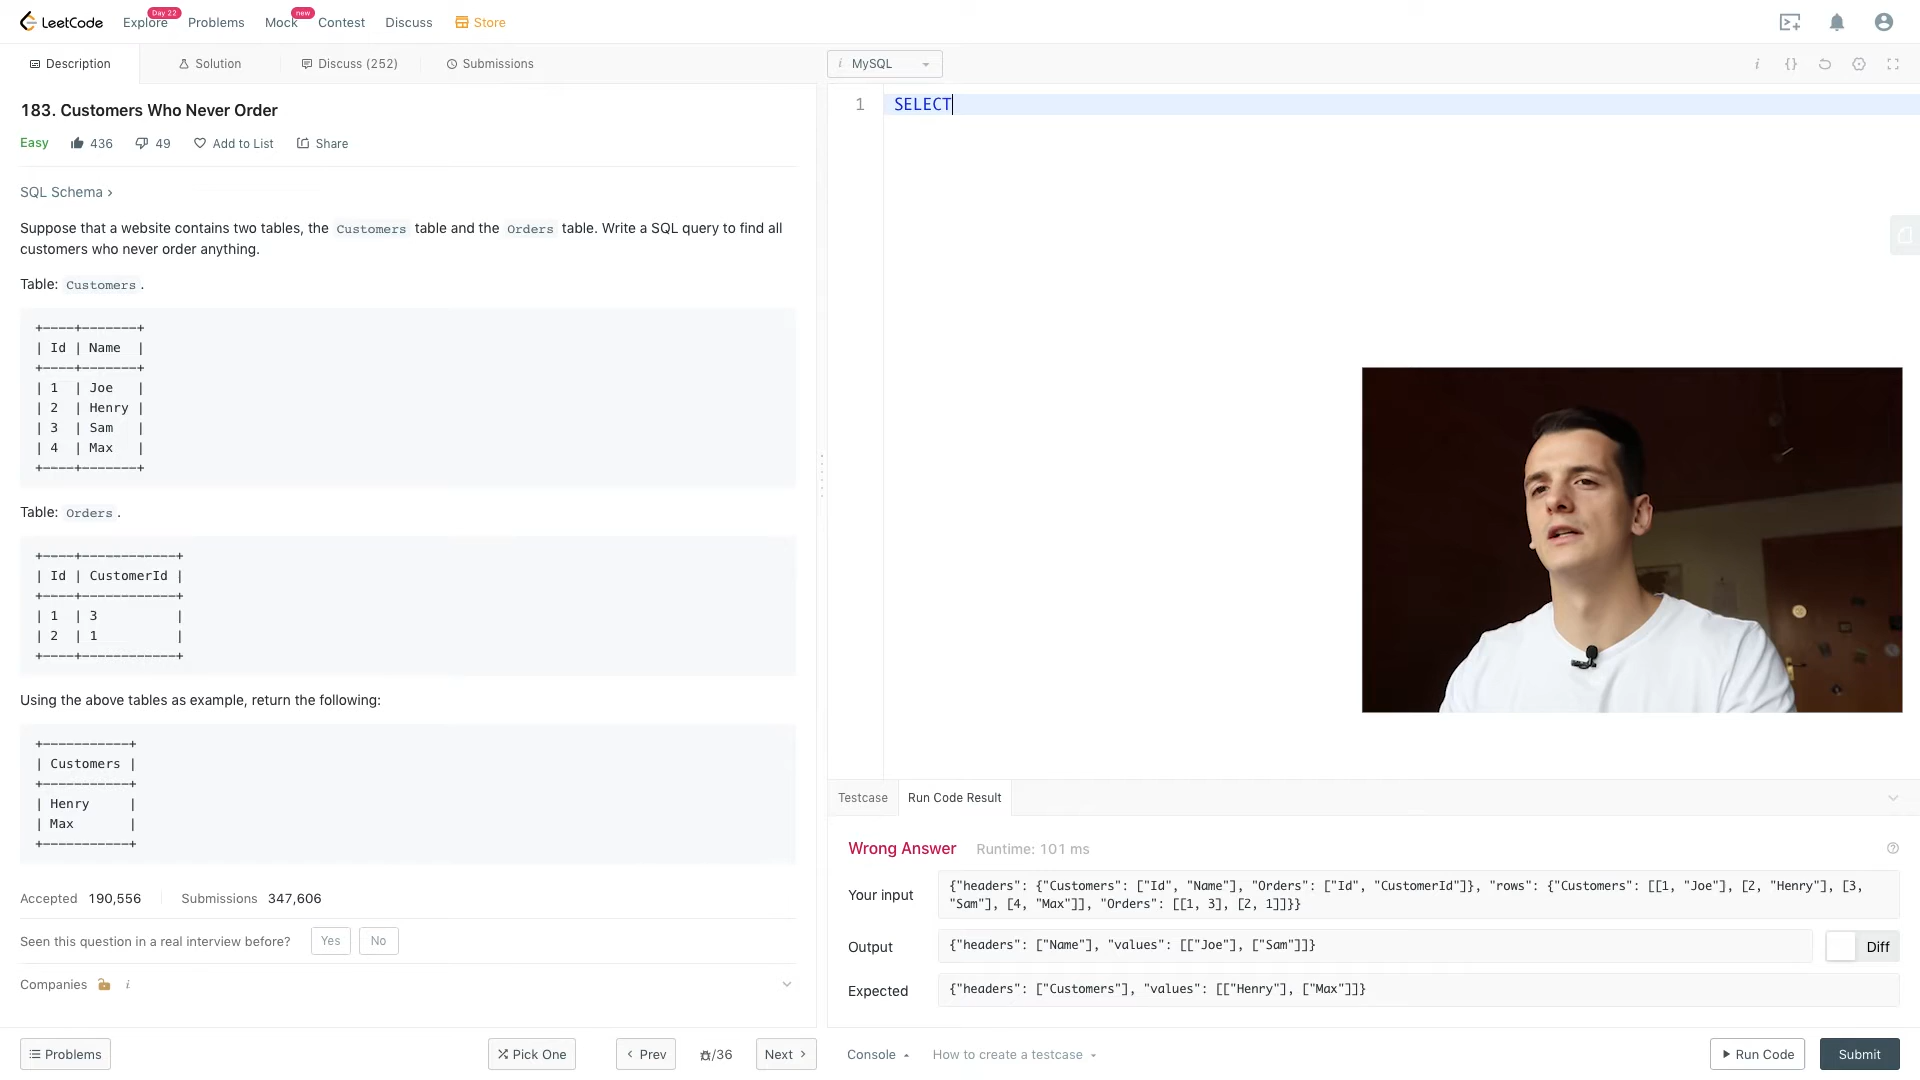 LeetCode
Explore Day 22
Problems
Mock new
Contest
Discuss
Store
Description
Solution
Discuss (252)
Submissions
183. Customers Who Never Order
Easy 436 49 Add to List Share
SQL Schema ›
Suppose that a website contains two tables, the Customers table and the Orders table. Write a SQL query to find all
customers who never order anything.
Table: Customers.
+----+-------+
| Id | Name  |
+----+-------+
| 1  | Joe   |
| 2  | Henry |
| 3  | Sam   |
| 4  | Max   |
+----+-------+
Table: Orders.
+----+------------+
| Id | CustomerId |
+----+------------+
| 1  | 3          |
| 2  | 1          |
+----+------------+
Using the above tables as example, return the following:
+-----------+
| Customers |
+-----------+
| Henry     |
| Max       |
+-----------+
Accepted 190,556 Submissions 347,606
Seen this question in a real interview before? Yes No
Companies i
Problems
Pick One
‹ Prev
/36
Next ›
i MySQL
i {}
1 SELECT
Testcase
Run Code Result
Wrong Answer Runtime: 101 ms
Your input
{"headers": {"Customers": ["Id", "Name"], "Orders": ["Id", "CustomerId"]}, "rows": {"Customers": [[1, "Joe"], [2, "Henry"], [3,
"Sam"], [4, "Max"]], "Orders": [[1, 3], [2, 1]]}}
Output
{"headers": ["Name"], "values": [["Joe"], ["Sam"]]}
Diff
Expected
{"headers": ["Customers"], "values": [["Henry"], ["Max"]]}
Console
How to create a testcase
Run Code
Submit